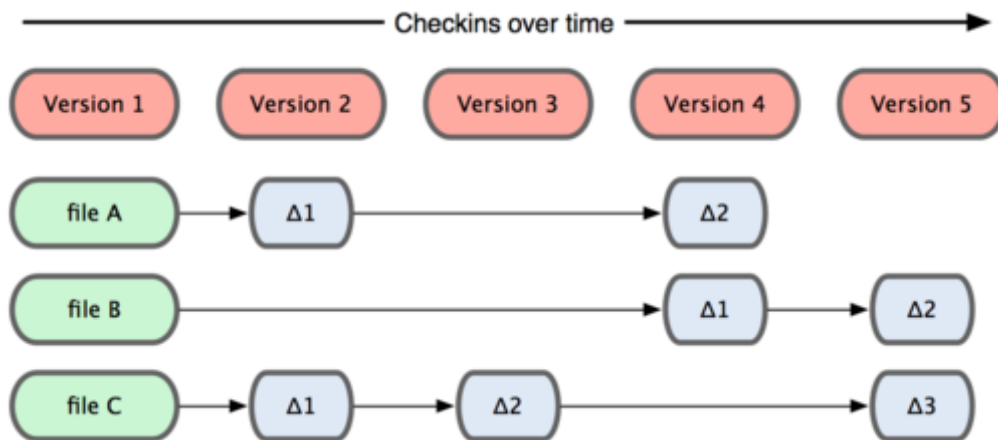 Checkins over time
Version 1 Version 2 Version 3 Version 4 Version 5
file A Δ1 Δ2
file B Δ1 Δ2
file C Δ1 Δ2 Δ3